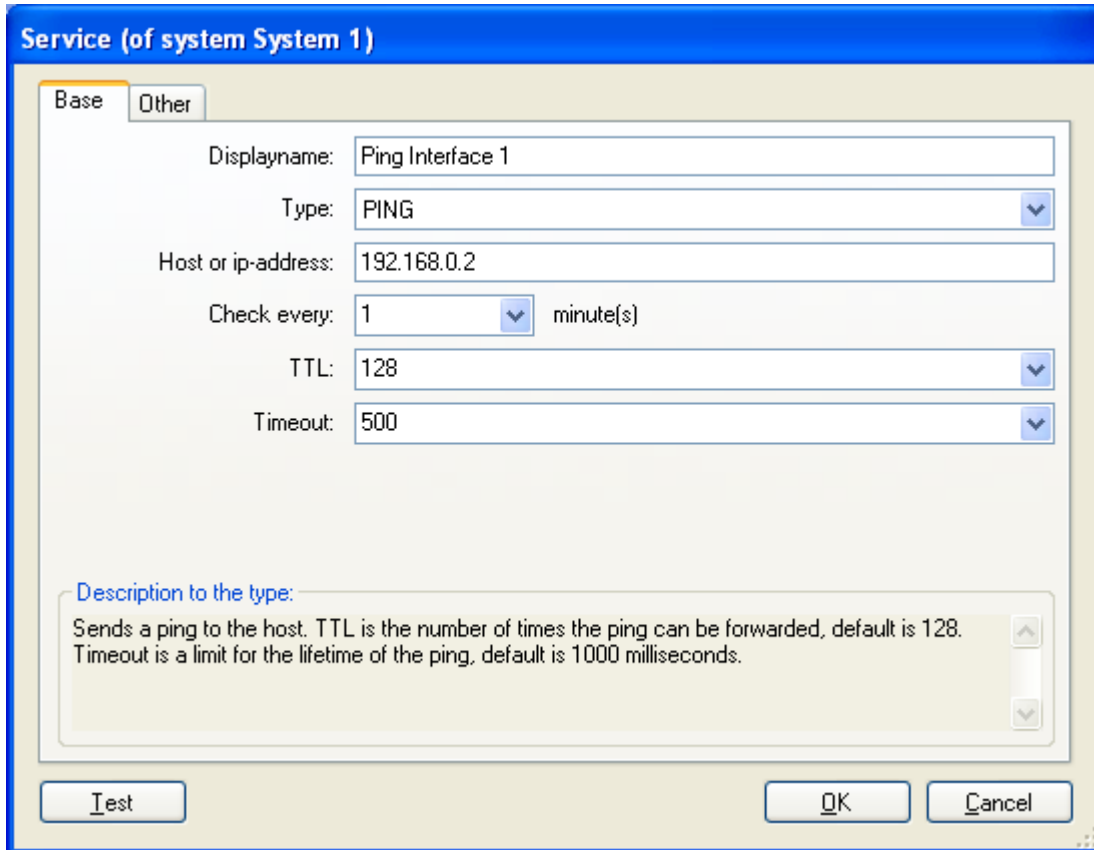 Service (of system System 1)
Base Other
Displayname: Ping Interface 1
Type: PING
Host or ip-address: 192.168.0.2
Check every: 1 minute(s)
TTL: 128
Timeout: 500
Description to the type:
Sends a ping to the host. TTL is the number of times the ping can be forwarded, default is 128.
Timeout is a limit for the lifetime of the ping, default is 1000 milliseconds.
Test OK Cancel